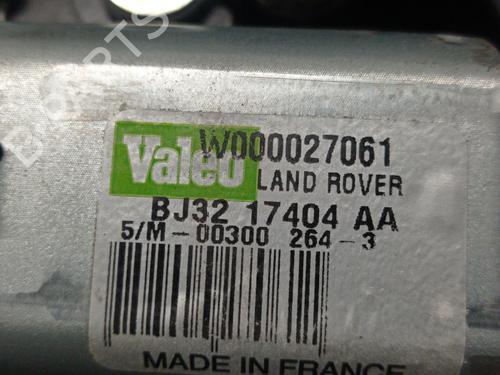 W000027061
Valeo
LAND ROVER
BJ32 17404 AA
5/M-00300 264-3
MADE IN FRANCE